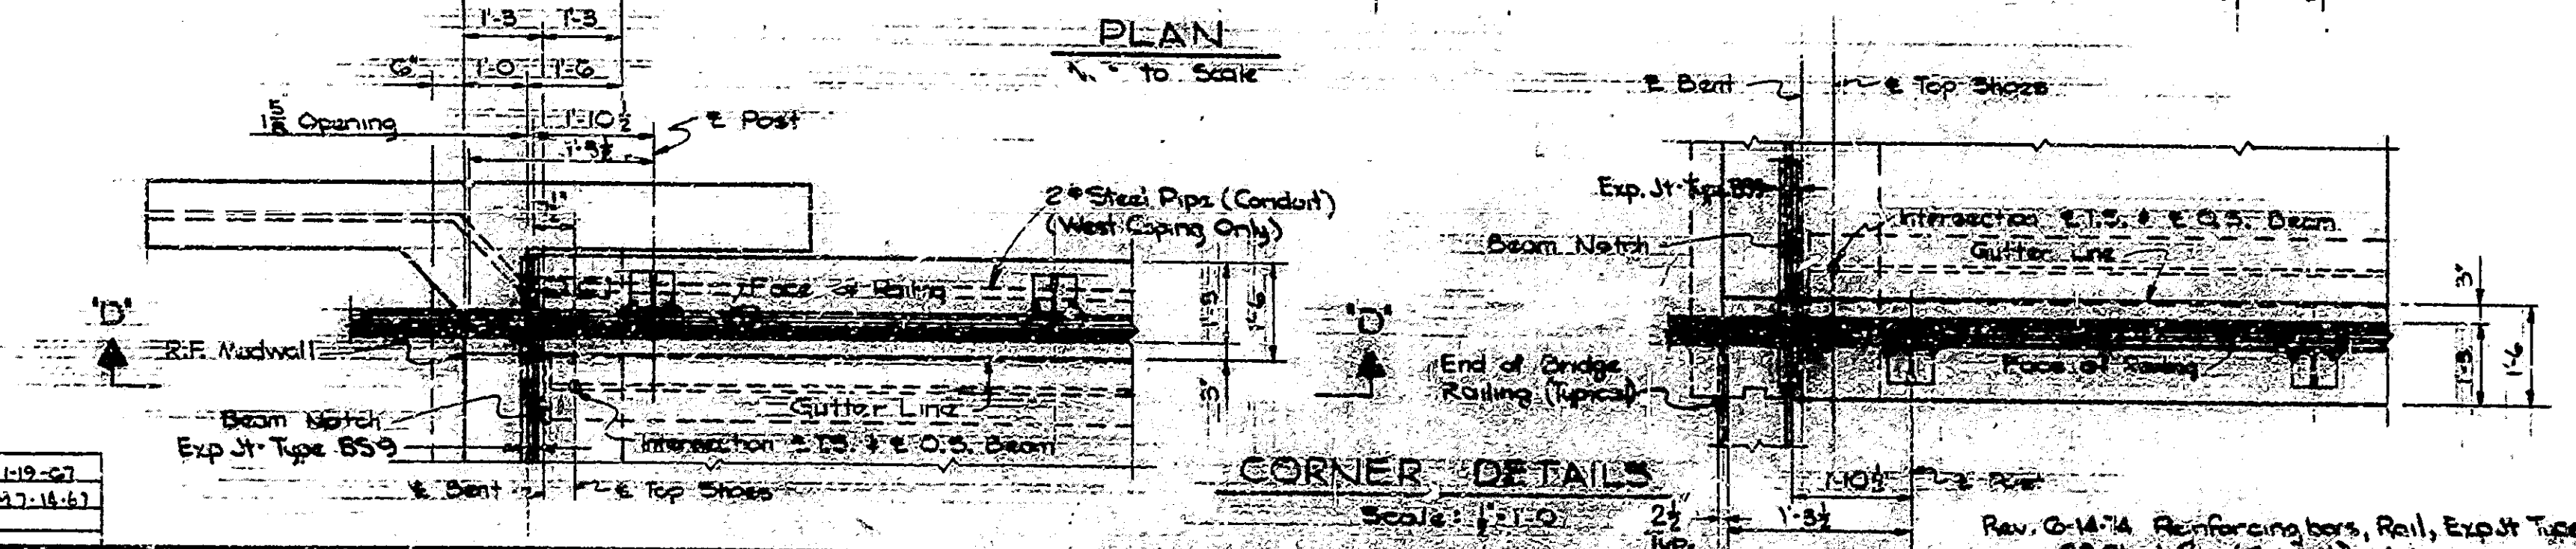 1'-3 1'-3
6" 1'-0 1'-6
PLAN
to Scale
1 5/8 Opening
1'-10 1/2
℄ Post
1"
2"⌀ Steel Pipe (Conduit)
(West Coping Only)
Face of Railing
1'-3
1'-6
3"
"D"
R.F. Mudwall
Beam Notch
Exp Jt-Type BS9
Gutter Line
Intersection ℄ T.S. & ℄ O.S. Beam
℄ Bent
℄ Top Shoes
1-19-67
7-14-67
CORNER DETAILS
Scale: 1/2"=1'-0
℄ Bent
℄ Top Shoes
Exp. Jt-Type BS9
Beam Notch
Intersection ℄ T.S. & ℄ O.S. Beam
Gutter Line
3"
1'-3
1'-6
"D"
End of Bridge
Railing (Typical)
Face of Railing
1'-10 1/2
℄ Post
2 1/2"
Typ.
1'-3 1/2
Rev. 6-14-74 Reinforcing bars, Rail, Exp Jt Type